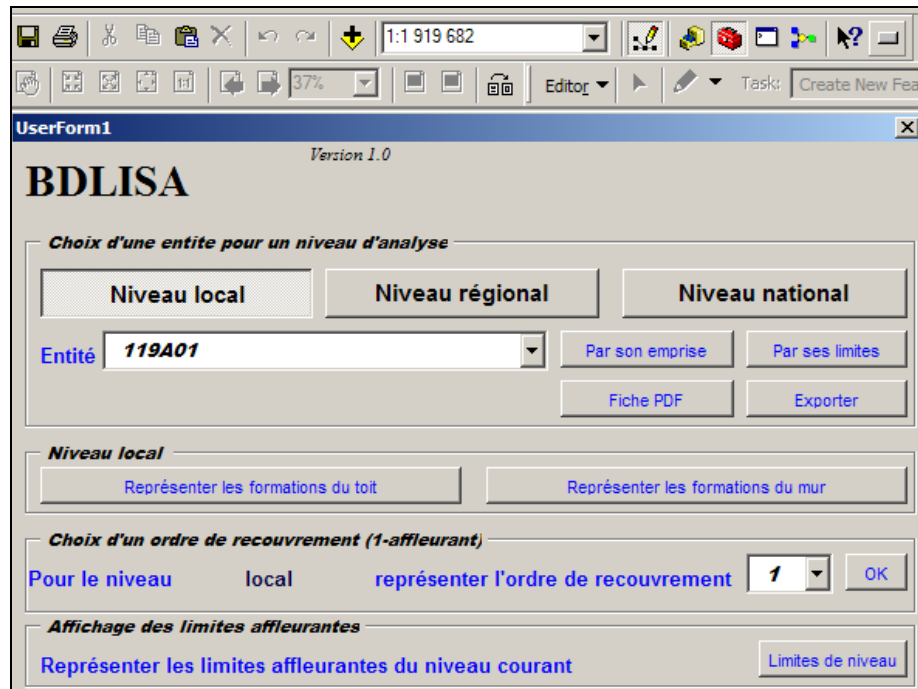 1:1 919 682
37%
Editor
Task: Create New Fea
UserForm1
Version 1.0
BDLISA
Choix d'une entite pour un niveau d'analyse
Niveau local Niveau régional Niveau national
Entité 119A01 Par son emprise Par ses limites
Fiche PDF Exporter
Niveau local
Représenter les formations du toit Représenter les formations du mur
Choix d'un ordre de recouvrement (1-affleurant)
Pour le niveau local représenter l'ordre de recouvrement 1 OK
Affichage des limites affleurantes
Représenter les limites affleurantes du niveau courant Limites de niveau